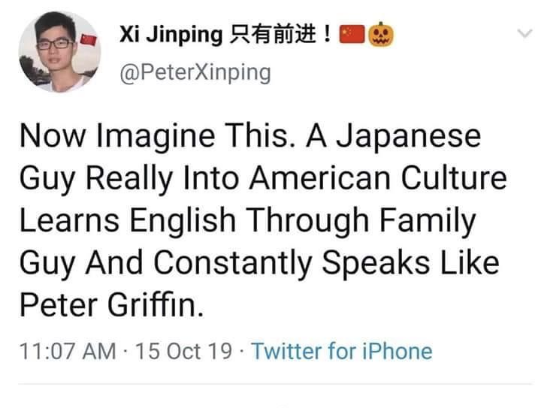 Xi Jinping 只有前进！🇨🇳🎃
@PeterXinping
Now Imagine This. A Japanese
Guy Really Into American Culture
Learns English Through Family
Guy And Constantly Speaks Like
Peter Griffin.
11:07 AM · 15 Oct 19 · Twitter for iPhone